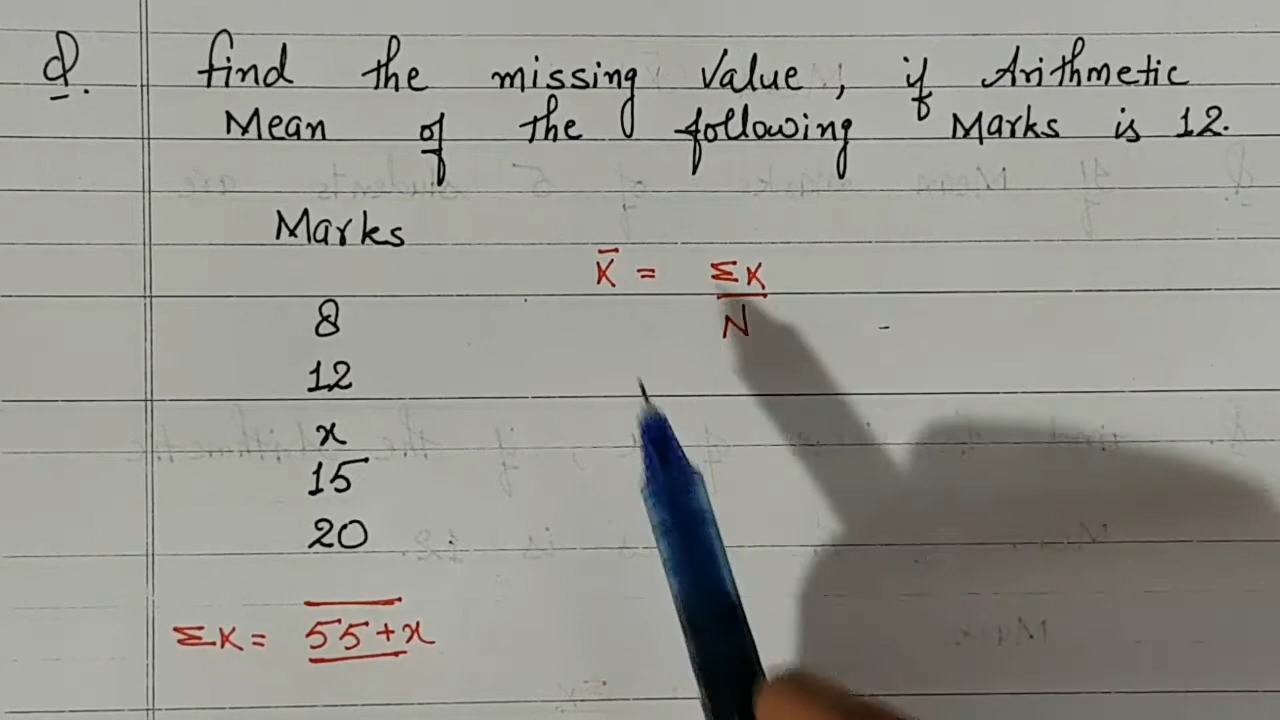 Q. find the missing value, if Arithmetic
Mean of the following Marks is 12.
Marks
X̄ = ΣX
N
8
12
x
15
20
ΣX = 55+x